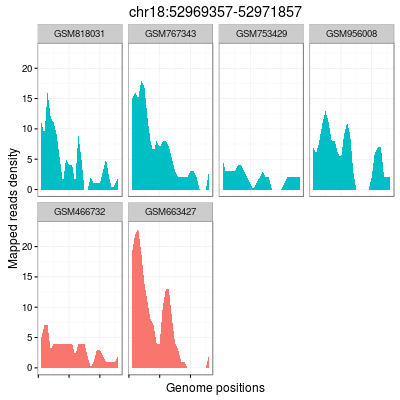 chr18:52969357-52971857
GSM818031 GSM767343 GSM753429 GSM956008
20
15
10
5
0
Mapped reads density
GSM466732 GSM663427
20
15
10
5
0
Genome positions